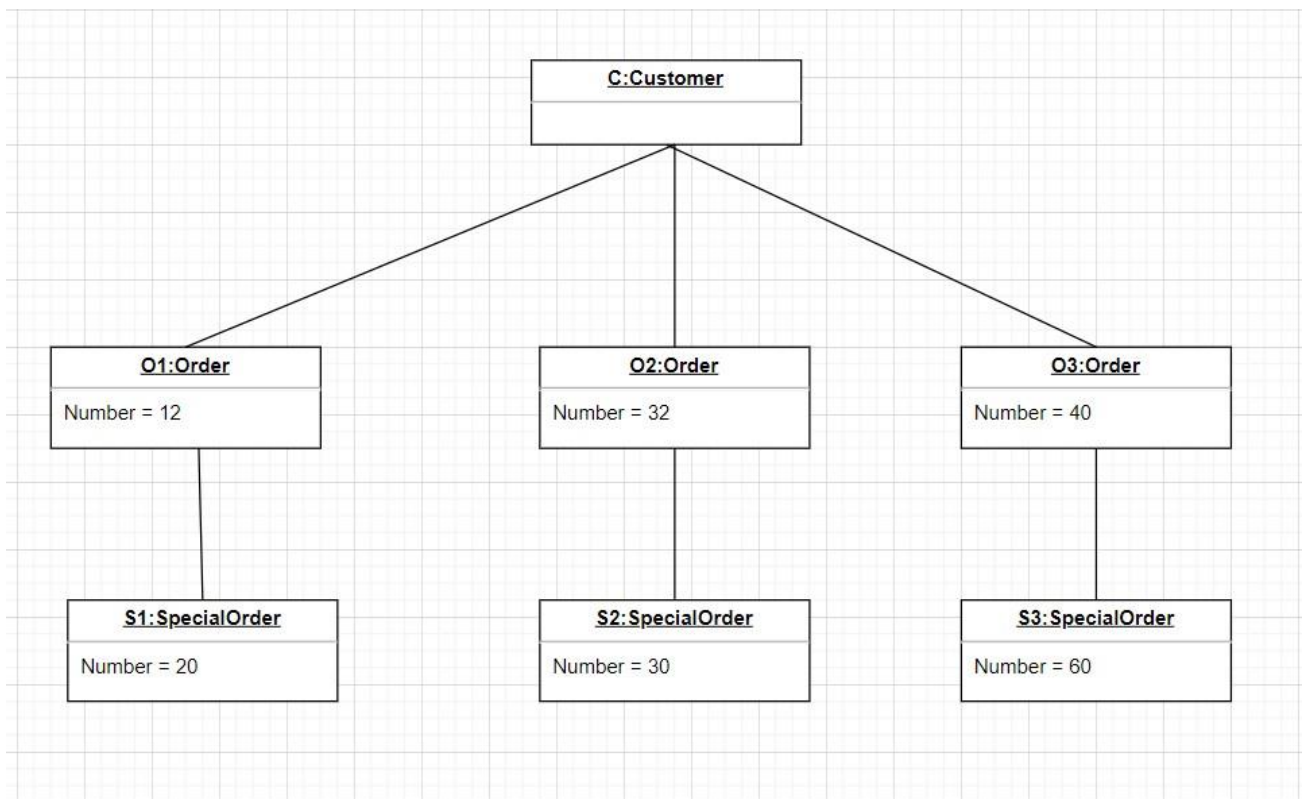 C:Customer
O1:Order
Number = 12
O2:Order
Number = 32
O3:Order
Number = 40
S1:SpecialOrder
Number = 20
S2:SpecialOrder
Number = 30
S3:SpecialOrder
Number = 60